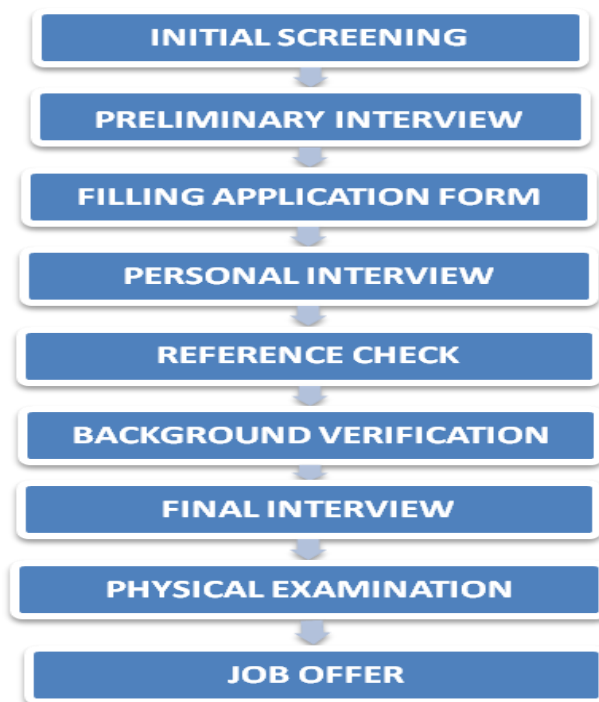 INITIAL SCREENING
PRELIMINARY INTERVIEW
FILLING APPLICATION FORM
PERSONAL INTERVIEW
REFERENCE CHECK
BACKGROUND VERIFICATION
FINAL INTERVIEW
PHYSICAL EXAMINATION
JOB OFFER